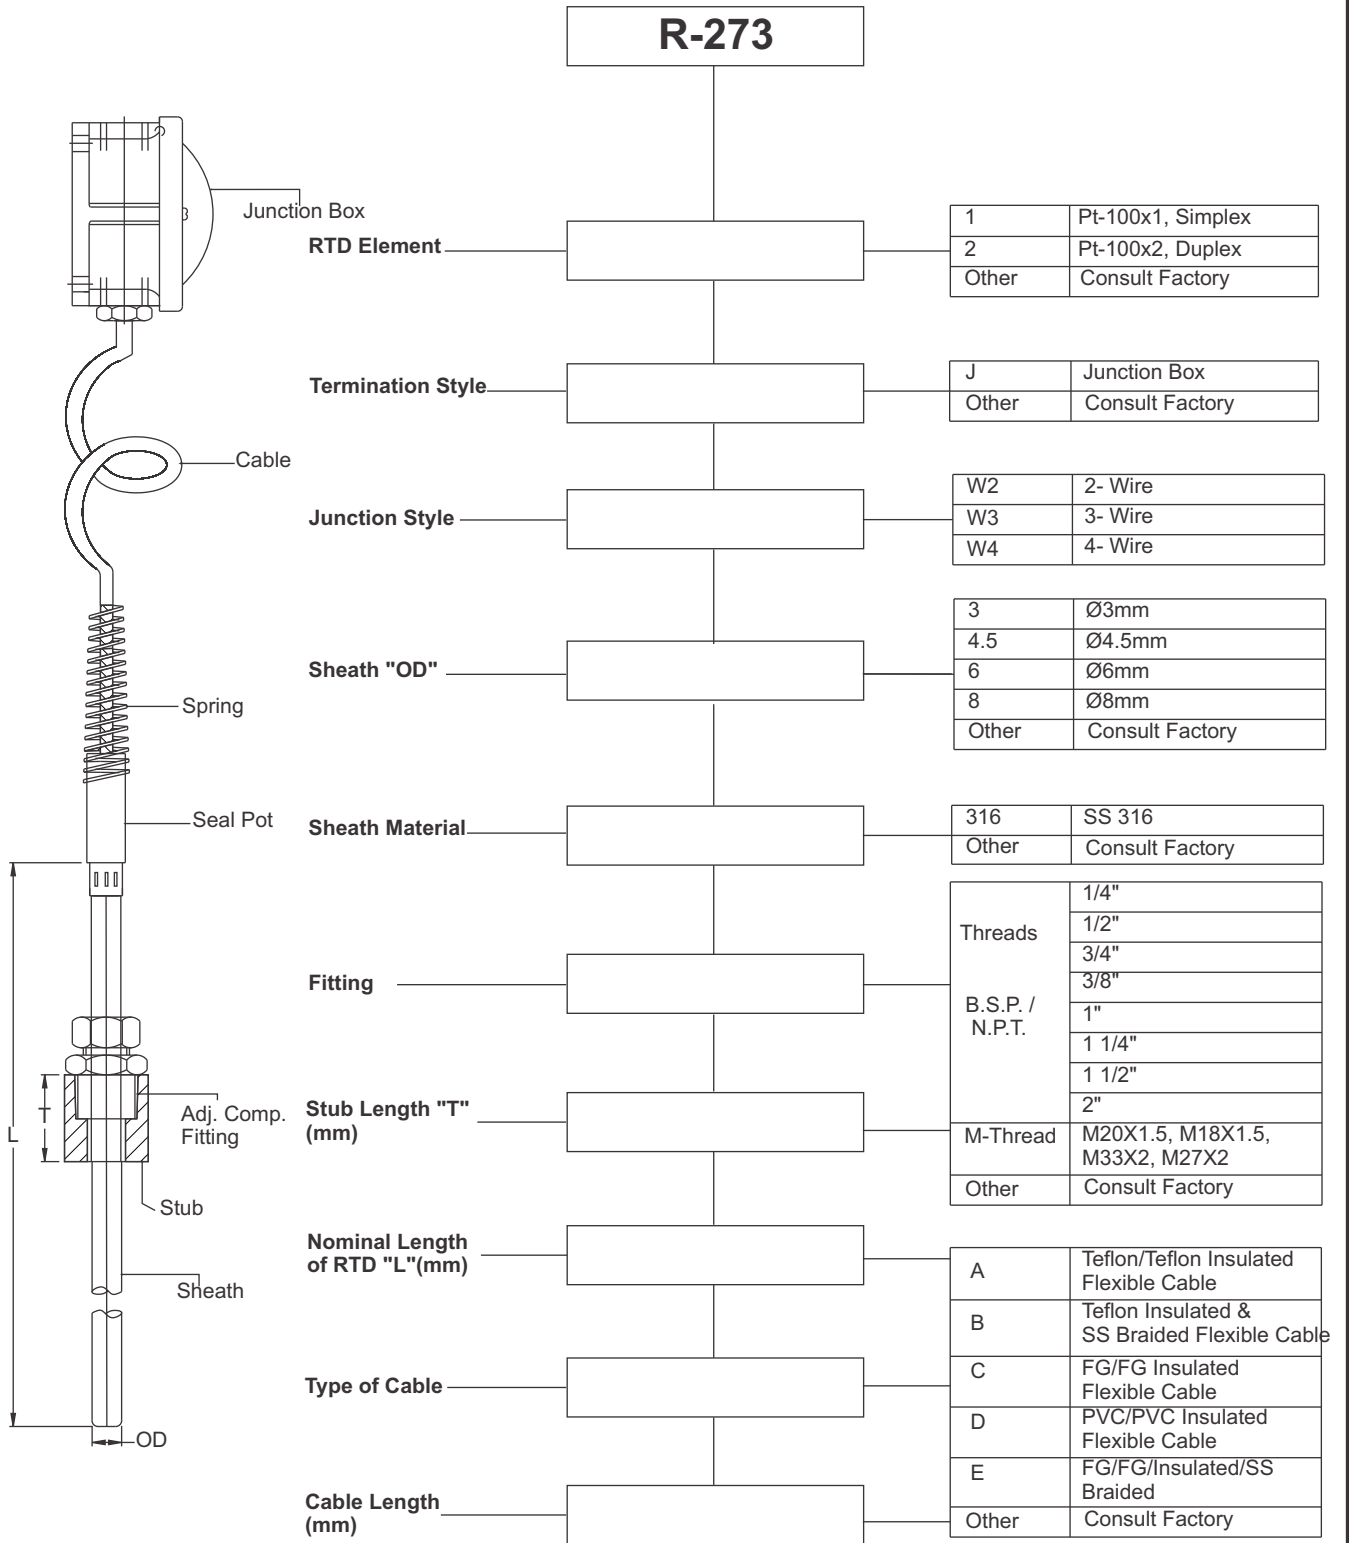 R-273
Junction Box
RTD Element
1 Pt-100x1, Simplex
2 Pt-100x2, Duplex
Other Consult Factory
Termination Style
J Junction Box
Other Consult Factory
Cable
Junction Style
W2 2- Wire
W3 3- Wire
W4 4- Wire
Sheath "OD"
3 Ø3mm
4.5 Ø4.5mm
6 Ø6mm
8 Ø8mm
Other Consult Factory
Spring
Seal Pot
Sheath Material
316 SS 316
Other Consult Factory
Fitting
Threads
B.S.P. /
N.P.T.
1/4"
1/2"
3/4"
3/8"
1"
1 1/4"
1 1/2"
2"
M-Thread M20X1.5, M18X1.5,
M33X2, M27X2
Other Consult Factory
L
T
Adj. Comp.
Fitting
Stub Length "T"
(mm)
Stub
Nominal Length
of RTD "L"(mm)
Sheath
A Teflon/Teflon Insulated
Flexible Cable
B Teflon Insulated &
SS Braided Flexible Cable
Type of Cable
C FG/FG Insulated
Flexible Cable
D PVC/PVC Insulated
Flexible Cable
OD
E FG/FG/Insulated/SS
Braided
Other Consult Factory
Cable Length
(mm)